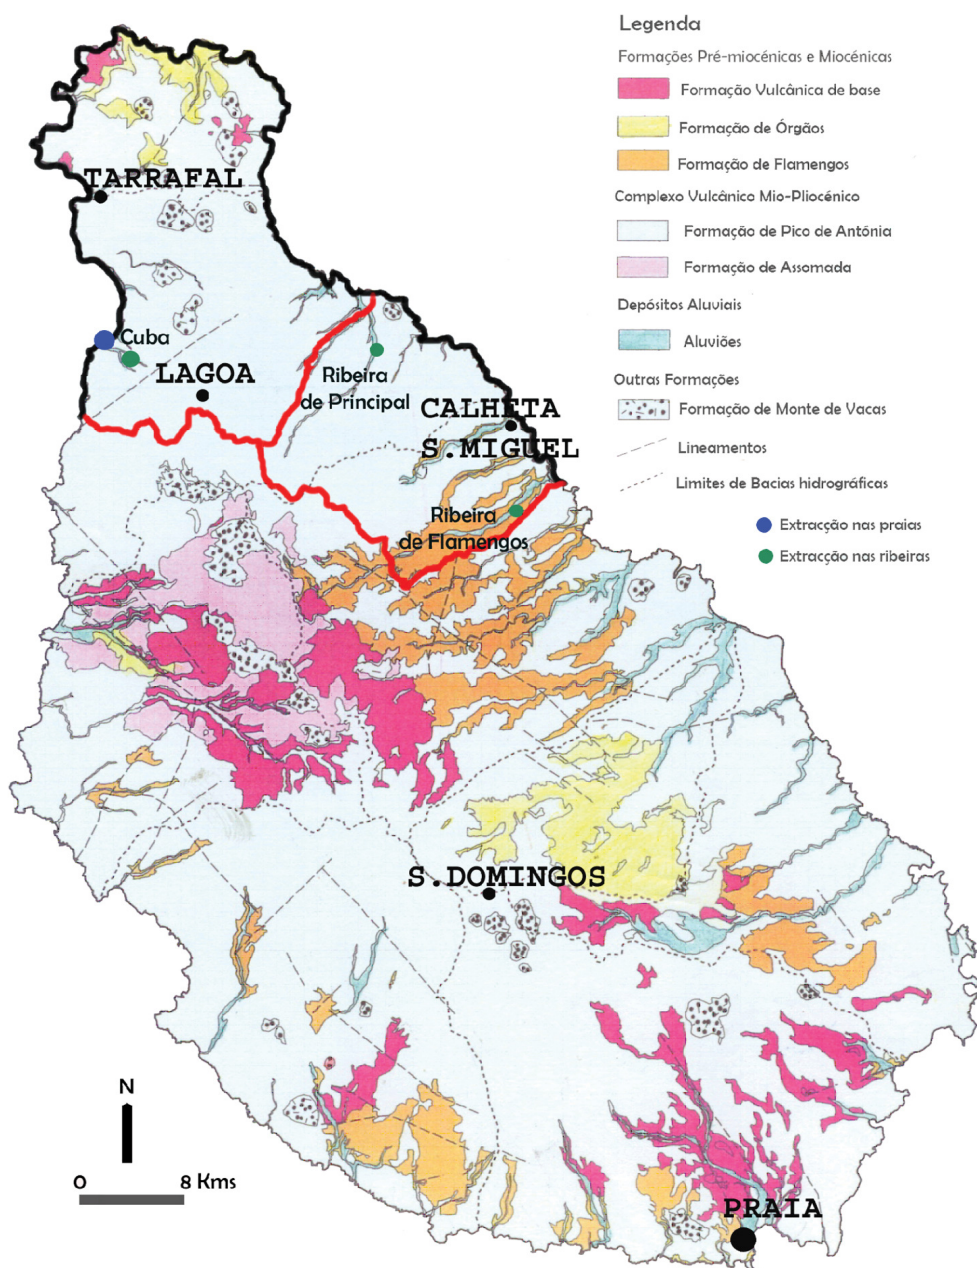 Legenda
Formações Pré-miocénicas e Miocénicas
Formação Vulcânica de base
Formação de Órgãos
Formação de Flamengos
Complexo Vulcânico Mio-Pliocénico
Formação de Pico de Antónia
Formação de Assomada
Depósitos Aluviais
Aluviões
Outras Formações
Formação de Monte de Vacas
Lineamentos
Limites de Bacias hidrográficas
Extracção nas praias
Extracção nas ribeiras
TARRAFAL
Cuba
LAGOA
Ribeira
de Principal
CALHETA
S.MIGUEL
Ribeira
de Flamengos
S.DOMINGOS
PRAIA
N
0 8 Kms